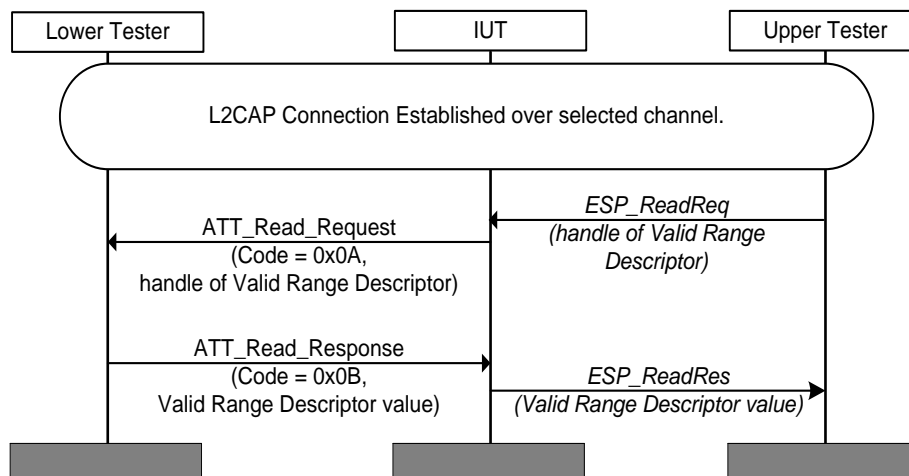 Lower Tester
IUT
Upper Tester
L2CAP Connection Established over selected channel.
ESP_ReadReq
(handle of Valid Range
Descriptor)
ATT_Read_Request
(Code = 0x0A,
handle of Valid Range Descriptor)
ATT_Read_Response
(Code = 0x0B,
Valid Range Descriptor value)
ESP_ReadRes
(Valid Range Descriptor value)